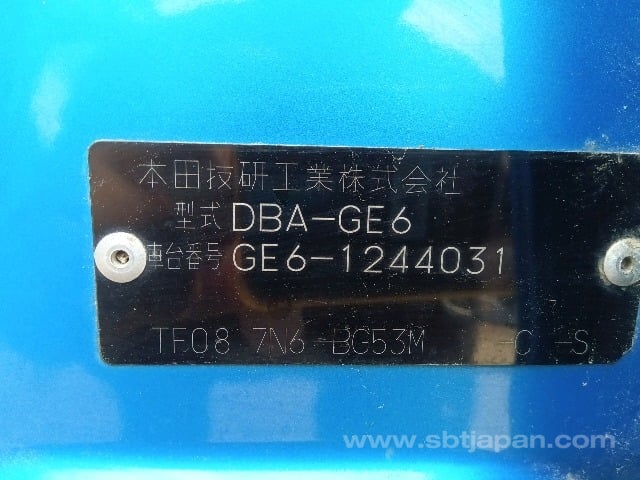 本田技研工業株式会社
型式 DBA-GE6
車台番号 GE6-1244031
TF08 7N6 -BG53M -C -S
www.sbtjapan.com